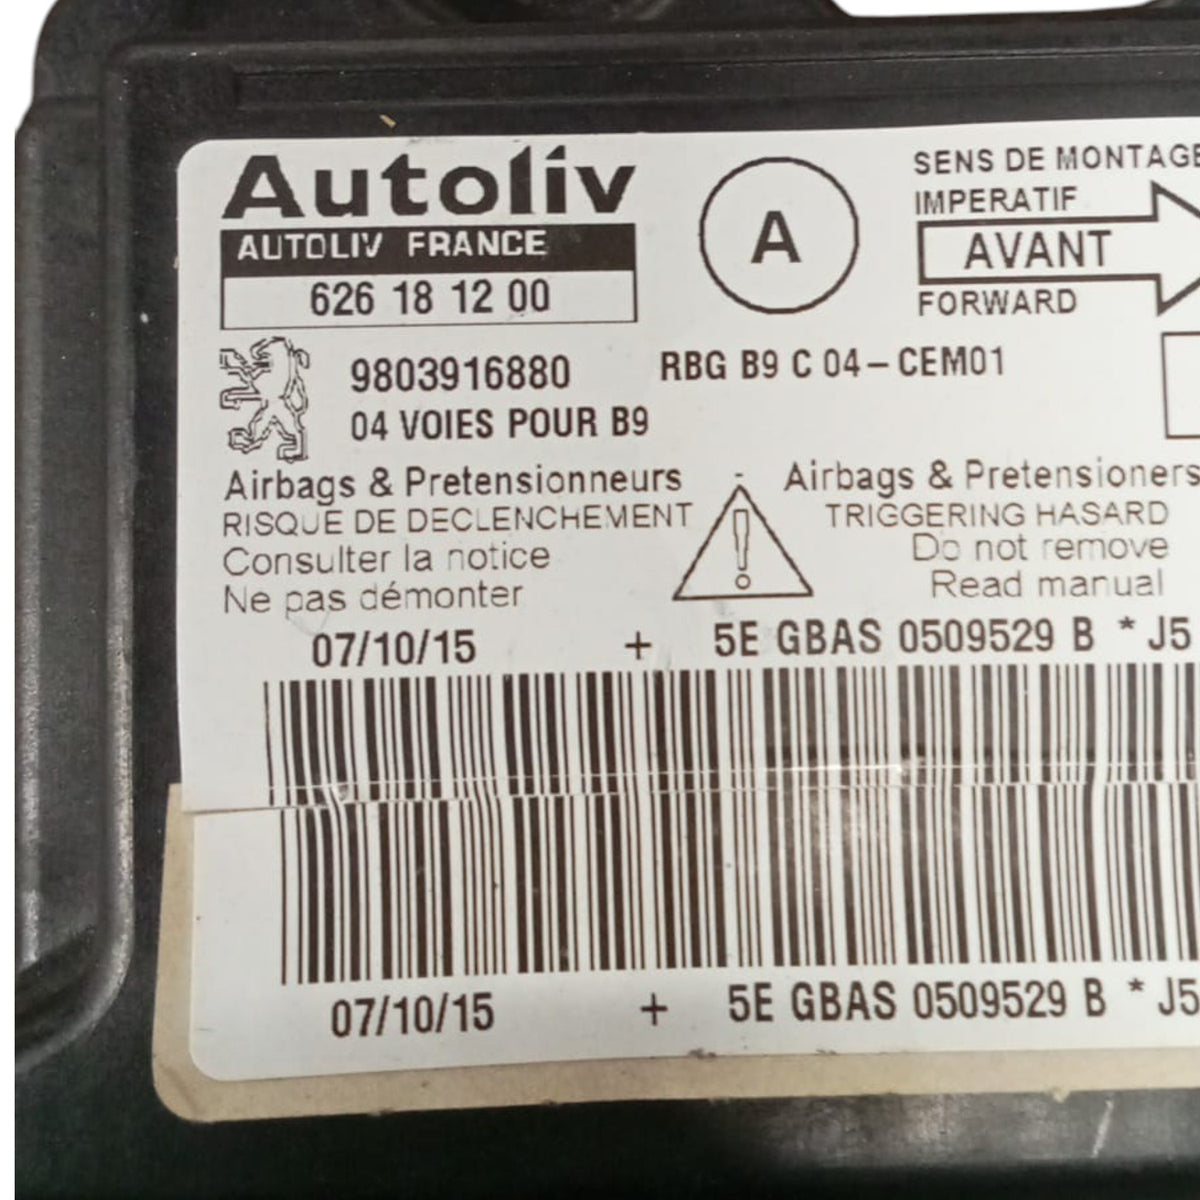 Autoliv
AUTOLIV FRANCE
626 18 12 00
A
SENS DE MONTAGE
IMPERATIF
AVANT
FORWARD
9803916880
RBG B9 C 04-CEM01
04 VOIES POUR B9
Airbags & Pretensionneurs
RISQUE DE DECLENCHEMENT
Consulter la notice
Ne pas démonter
- Airbags & Pretensioners
TRIGGERING HASARD
Do not remove
Read manual
07/10/15 + 5E GBAS 0509529 B * J5
07/10/15 + 5E GBAS 0509529 B * J5